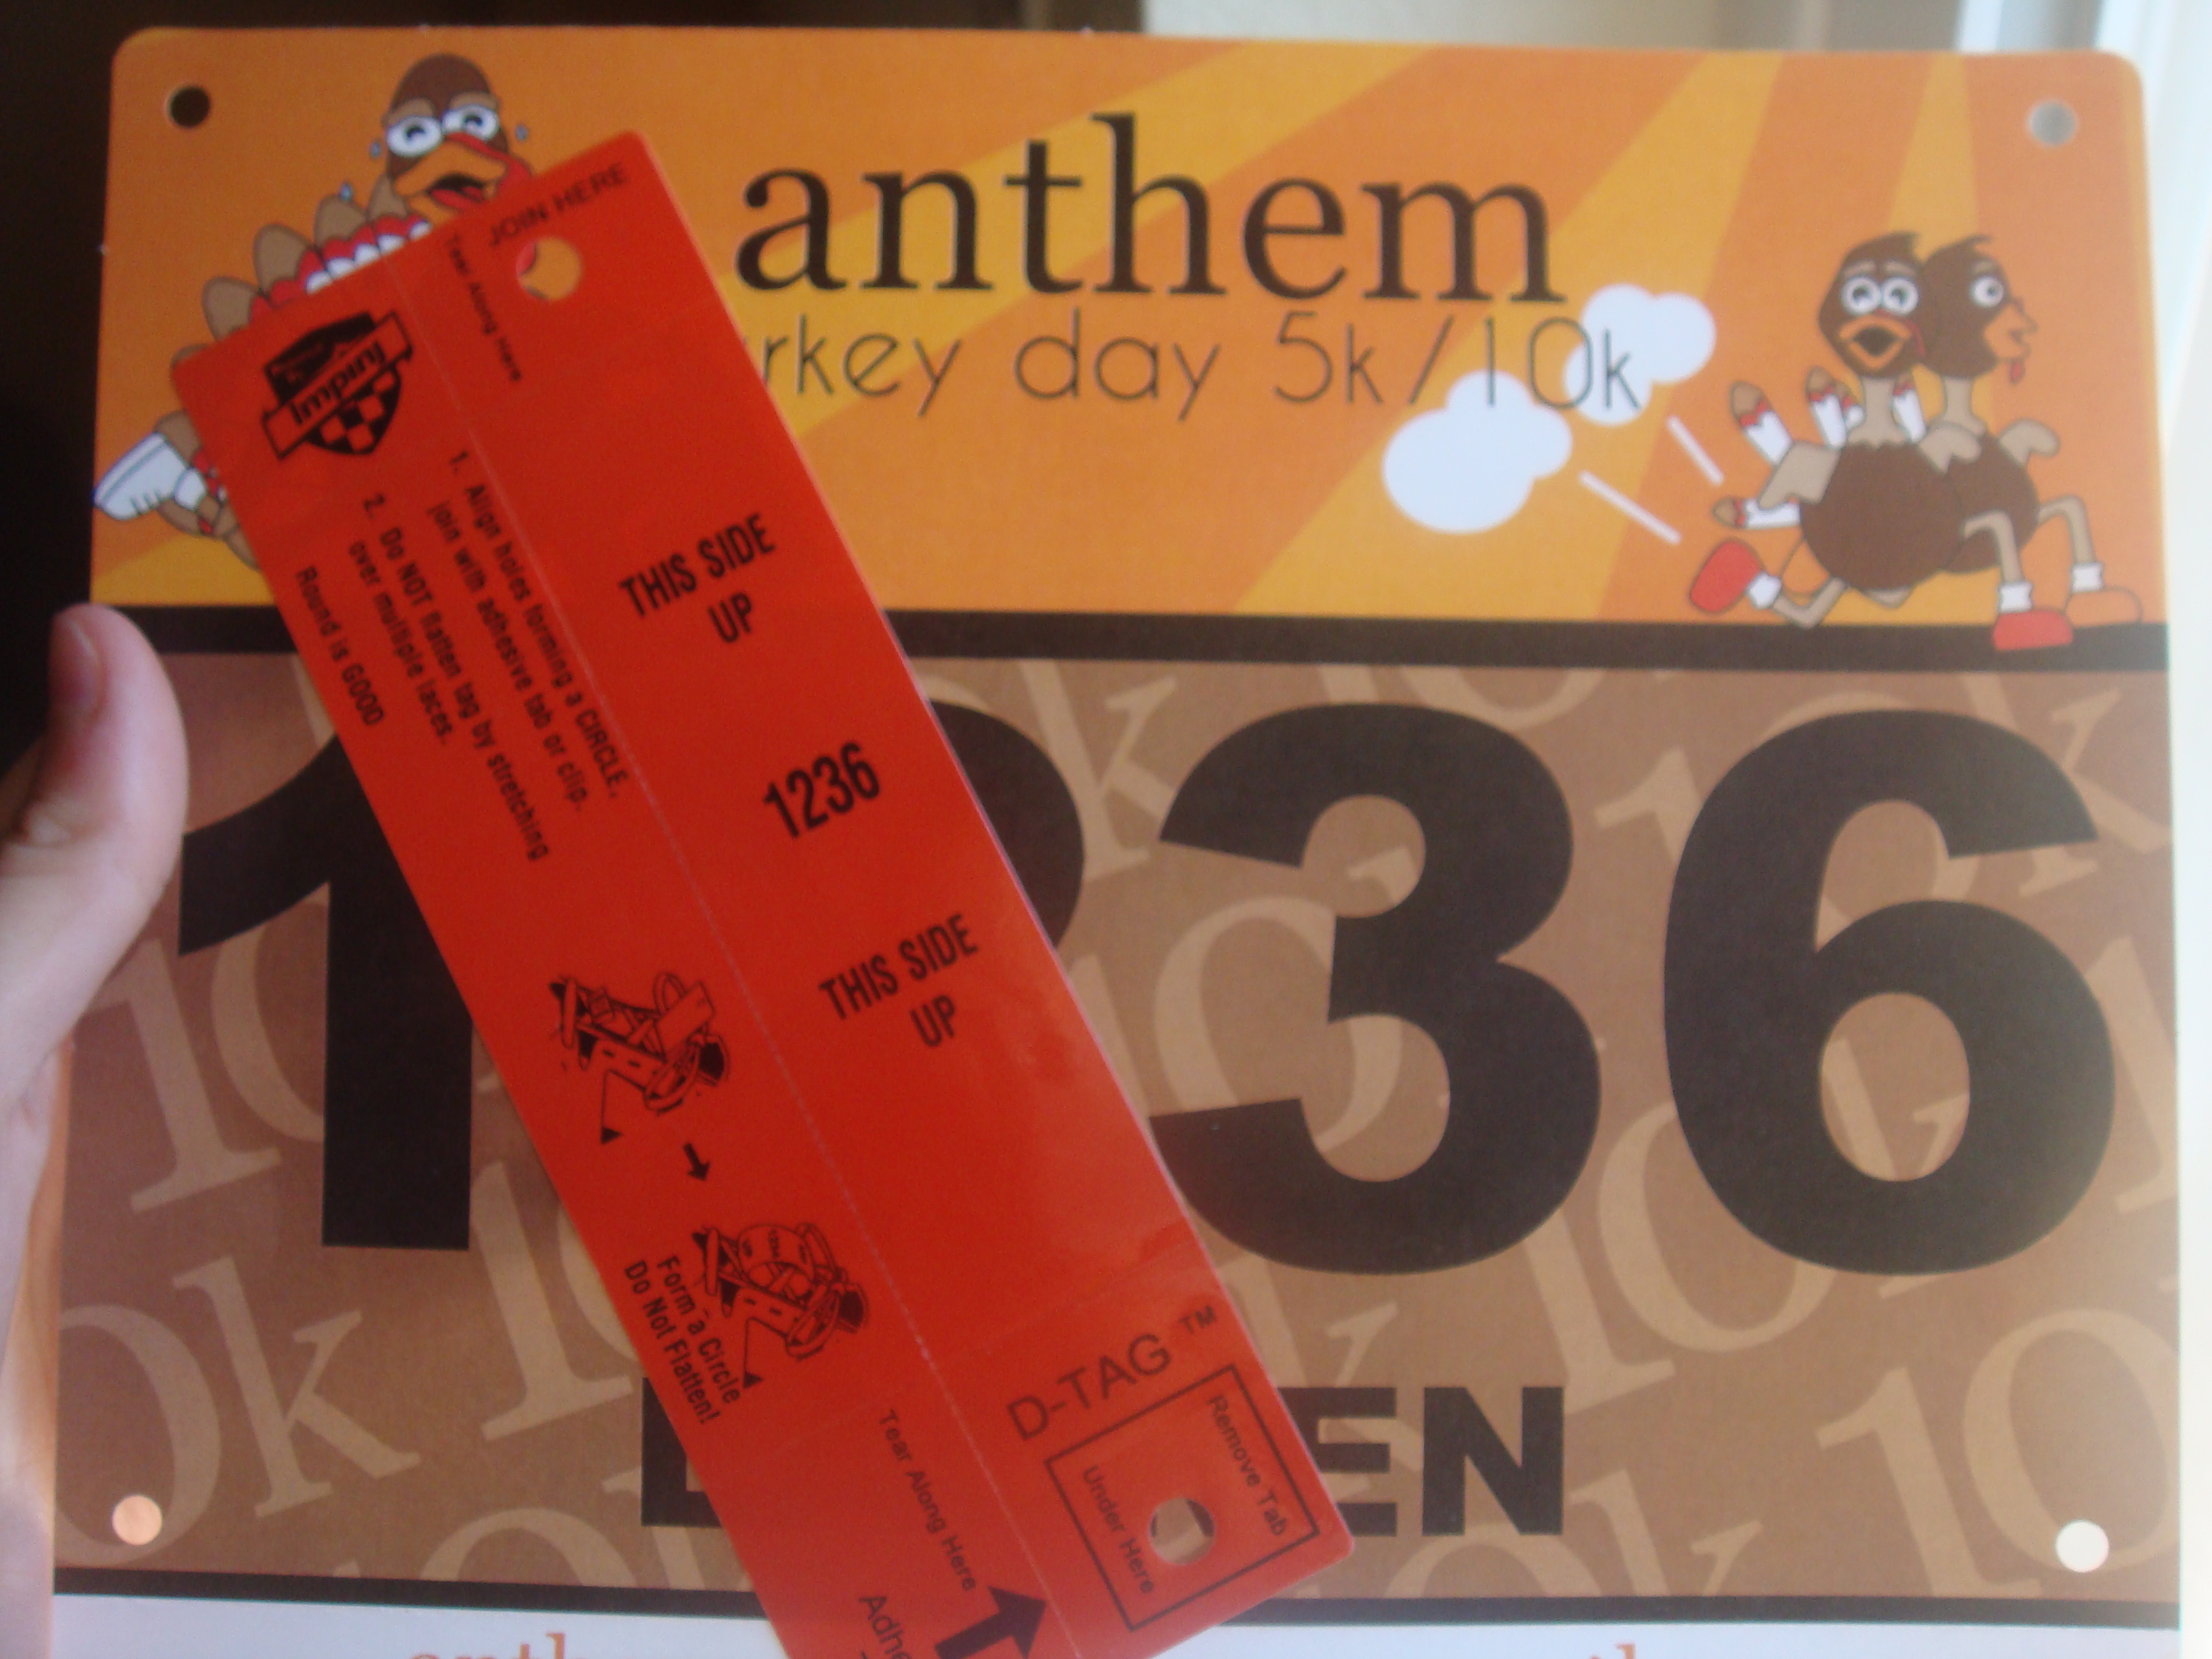 anthem
rkey day 5k/10k
JOIN HERE
Tear Along Here
1. Align holes forming a CIRCLE,
join with adhesive tab or clip.
2. Do NOT flatten tag by stretching
over multiple laces.
Round is GOOD
THIS SIDE
UP
1236
THIS SIDE
UP
Form a Circle
Do Not Flatten!
D-TAG™
Remove Tab
Under Here
Tear Along Here
1 36
EN